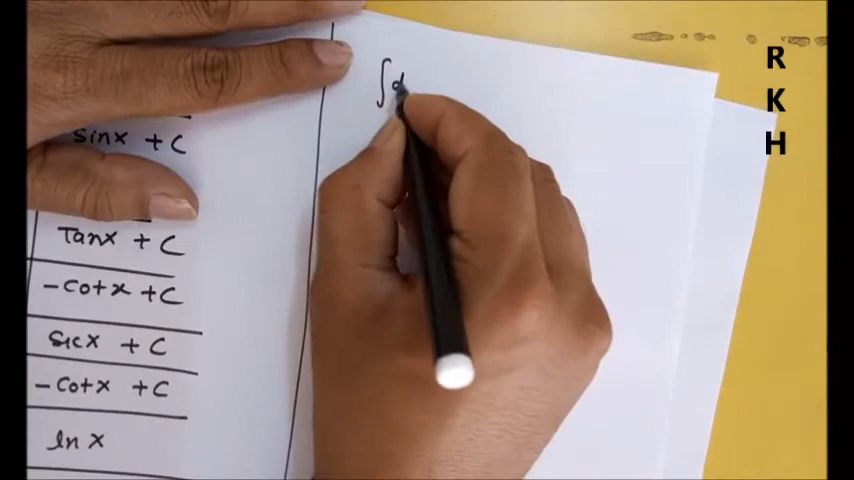 sinx + C
Tanx + C
-Cotx + C
secx + C
-Cotx + C
ln x
∫d
R
K
H